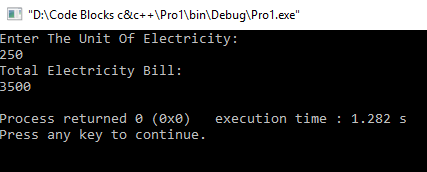 "D:\Code Blocks c&c++\Pro1\bin\Debug\Pro1.exe"
Enter The Unit Of Electricity:
250
Total Electricity Bill:
3500
Process returned 0 (0x0)   execution time : 1.282 s
Press any key to continue.